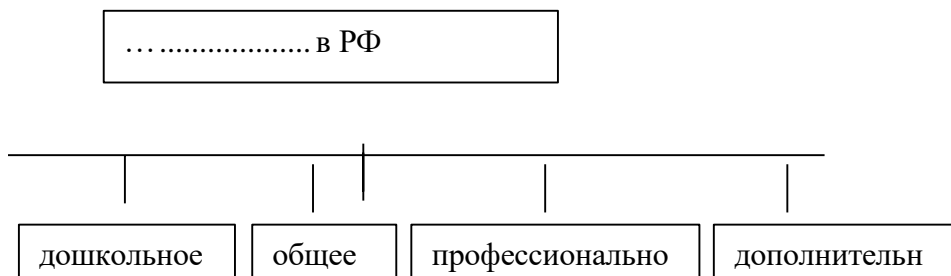 … ................... в РФ
дошкольное общее профессионально дополнительн